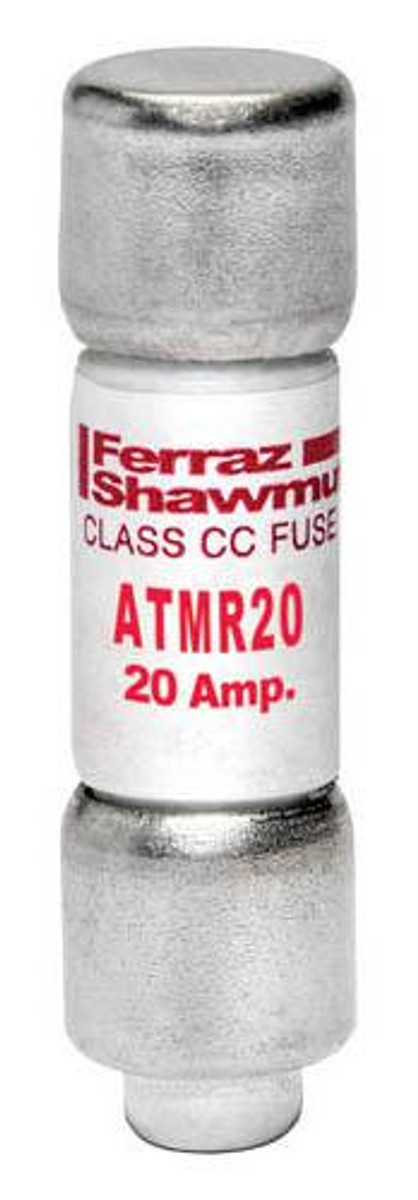 Ferraz
Shawmu
CLASS CC FUSE
ATMR20
20 Amp.